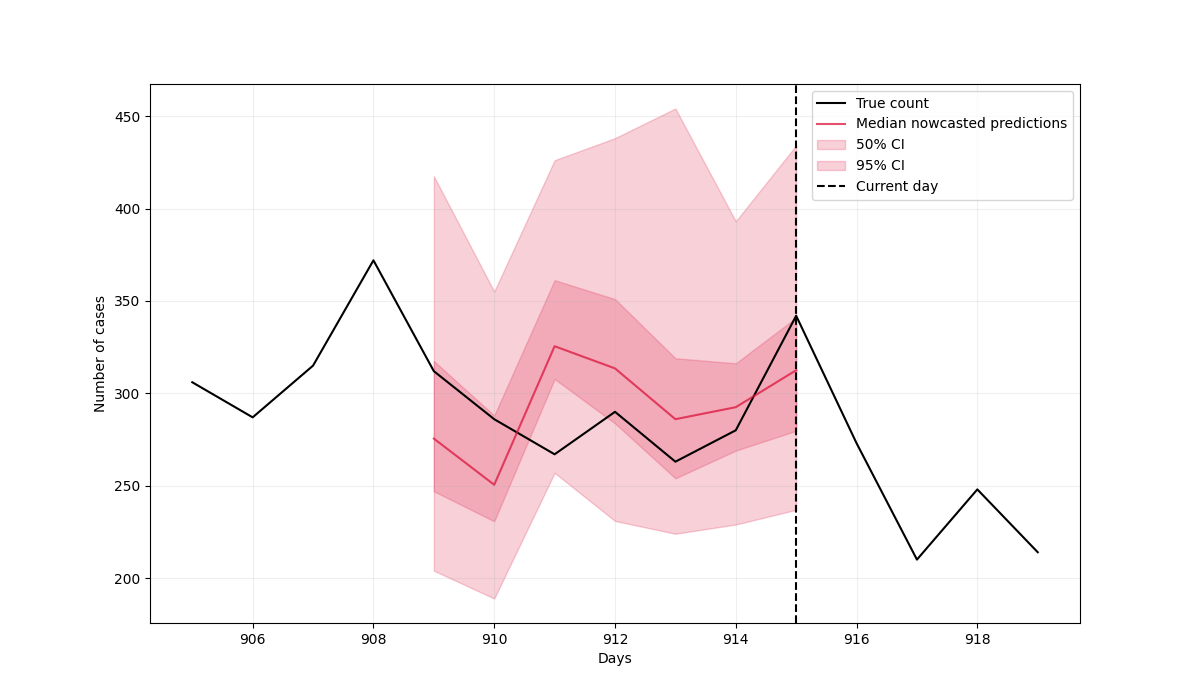 True count
Median nowcasted predictions
50% CI
95% CI
Current day
450
400
350
300
250
200
Number of cases
906 908 910 912 914 916 918
Days